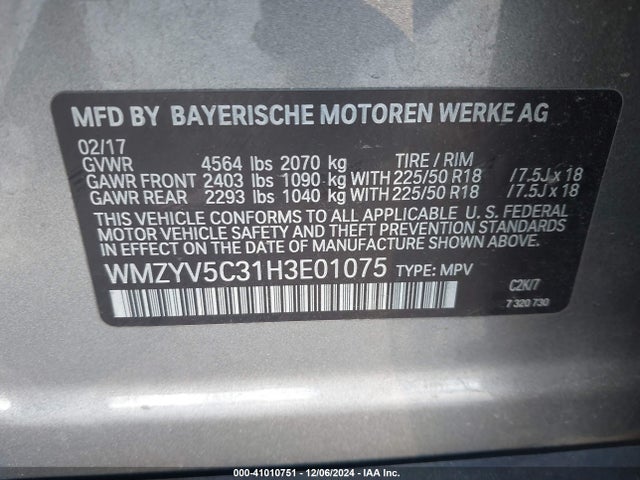 MFD BY BAYERISCHE MOTOREN WERKE AG
02/17
GVWR 4564 lbs 2070 kg TIRE / RIM
GAWR FRONT 2403 lbs 1090 kg WITH 225/50 R18 /7.5J x 18
GAWR REAR 2293 lbs 1040 kg WITH 225/50 R18 /7.5J x 18
THIS VEHICLE CONFORMS TO ALL APPLICABLE U. S. FEDERAL
MOTOR VEHICLE SAFETY AND THEFT PREVENTION STANDARDS
IN EFFECT ON THE DATE OF MANUFACTURE SHOWN ABOVE.
WMZYV5C31H3E01075 TYPE: MPV
C2K/7
7 320 730
000-41010751 - 12/06/2024 - IAA Inc.